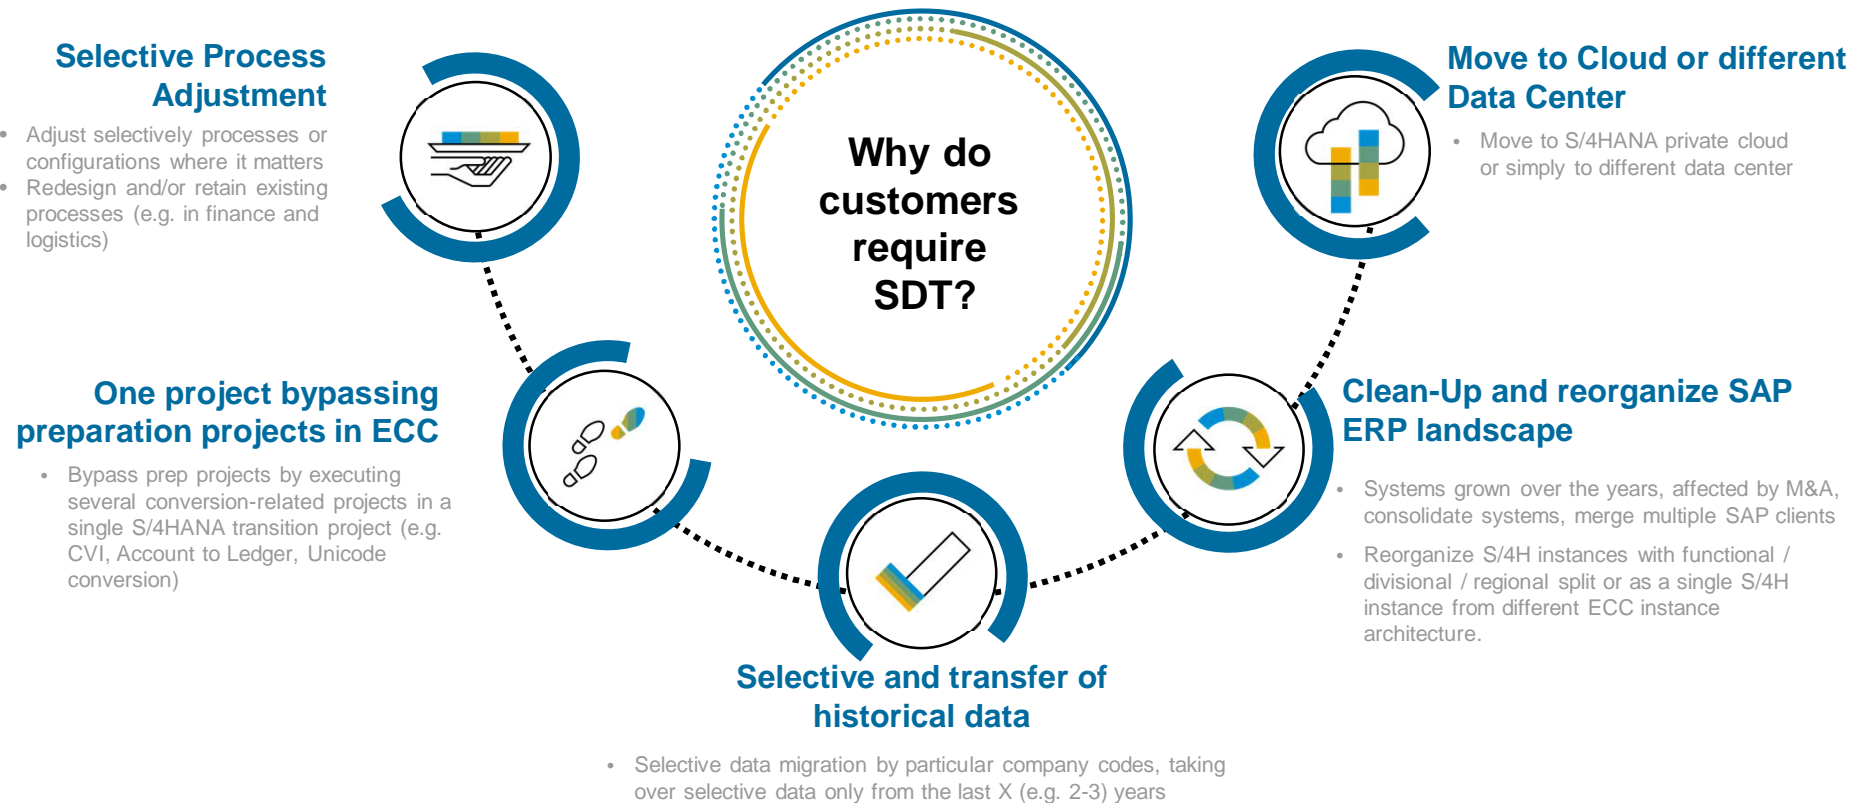 Why do
customers
require
SDT?
Selective Process
Adjustment
• Adjust selectively processes or
configurations where it matters
• Redesign and/or retain existing
processes (e.g. in finance and
logistics)
One project bypassing
preparation projects in ECC
• Bypass prep projects by executing
several conversion-related projects in a
single S/4HANA transition project (e.g.
CVI, Account to Ledger, Unicode
conversion)
Selective and transfer of
historical data
• Selective data migration by particular company codes, taking
over selective data only from the last X (e.g. 2-3) years
Clean-Up and reorganize SAP
ERP landscape
• Systems grown over the years, affected by M&A,
consolidate systems, merge multiple SAP clients
• Reorganize S/4H instances with functional /
divisional / regional split or as a single S/4H
instance from different ECC instance
architecture.
Move to Cloud or different
Data Center
• Move to S/4HANA private cloud
or simply to different data center